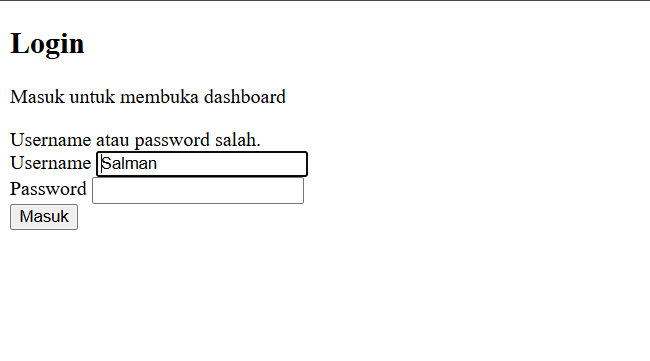 Login
Masuk untuk membuka dashboard
Username atau password salah.
Username Salman
Password
Masuk